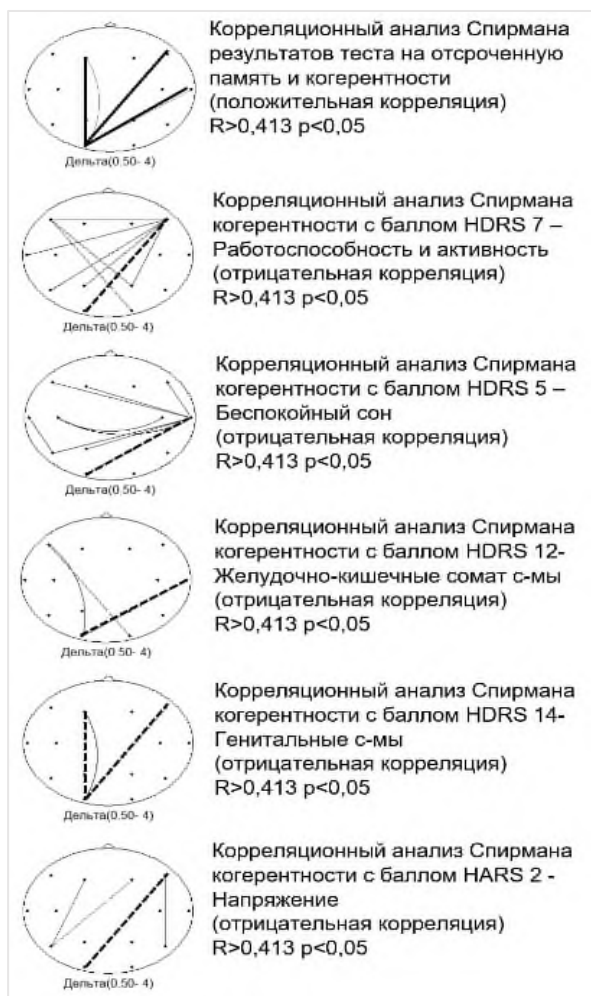 Корреляционный анализ Спирмана
результатов теста на отсроченную
память и когерентности
(положительная корреляция)
R>0,413 p<0,05
Дельта(0.50- 4)
Корреляционный анализ Спирмана
когерентности с баллом HDRS 7 –
Работоспособность и активность
(отрицательная корреляция)
R>0,413 p<0,05
Дельта(0.50- 4)
Корреляционный анализ Спирмана
когерентности с баллом HDRS 5 –
Беспокойный сон
(отрицательная корреляция)
R>0,413 p<0,05
Дельта(0.50- 4)
Корреляционный анализ Спирмана
когерентности с баллом HDRS 12-
Желудочно-кишечные сомат с-мы
(отрицательная корреляция)
R>0,413 p<0,05
Дельта(0.50- 4)
Корреляционный анализ Спирмана
когерентности с баллом HDRS 14-
Генитальные с-мы
(отрицательная корреляция)
R>0,413 p<0,05
Дельта(0.50- 4)
Корреляционный анализ Спирмана
когерентности с баллом HARS 2 -
Напряжение
(отрицательная корреляция)
R>0,413 p<0,05
Дельта(0.50- 4)